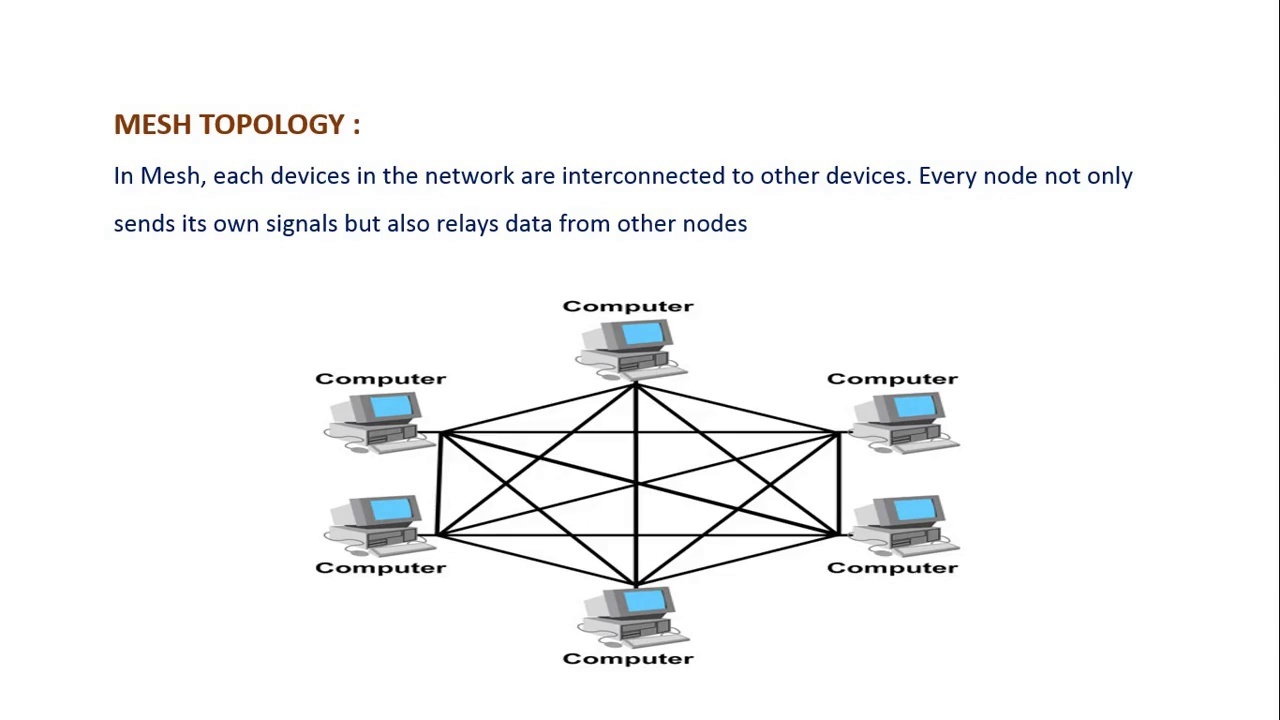 MESH TOPOLOGY :
In Mesh, each devices in the network are interconnected to other devices. Every node not only
sends its own signals but also relays data from other nodes
Computer
Computer
Computer
Computer
Computer
Computer